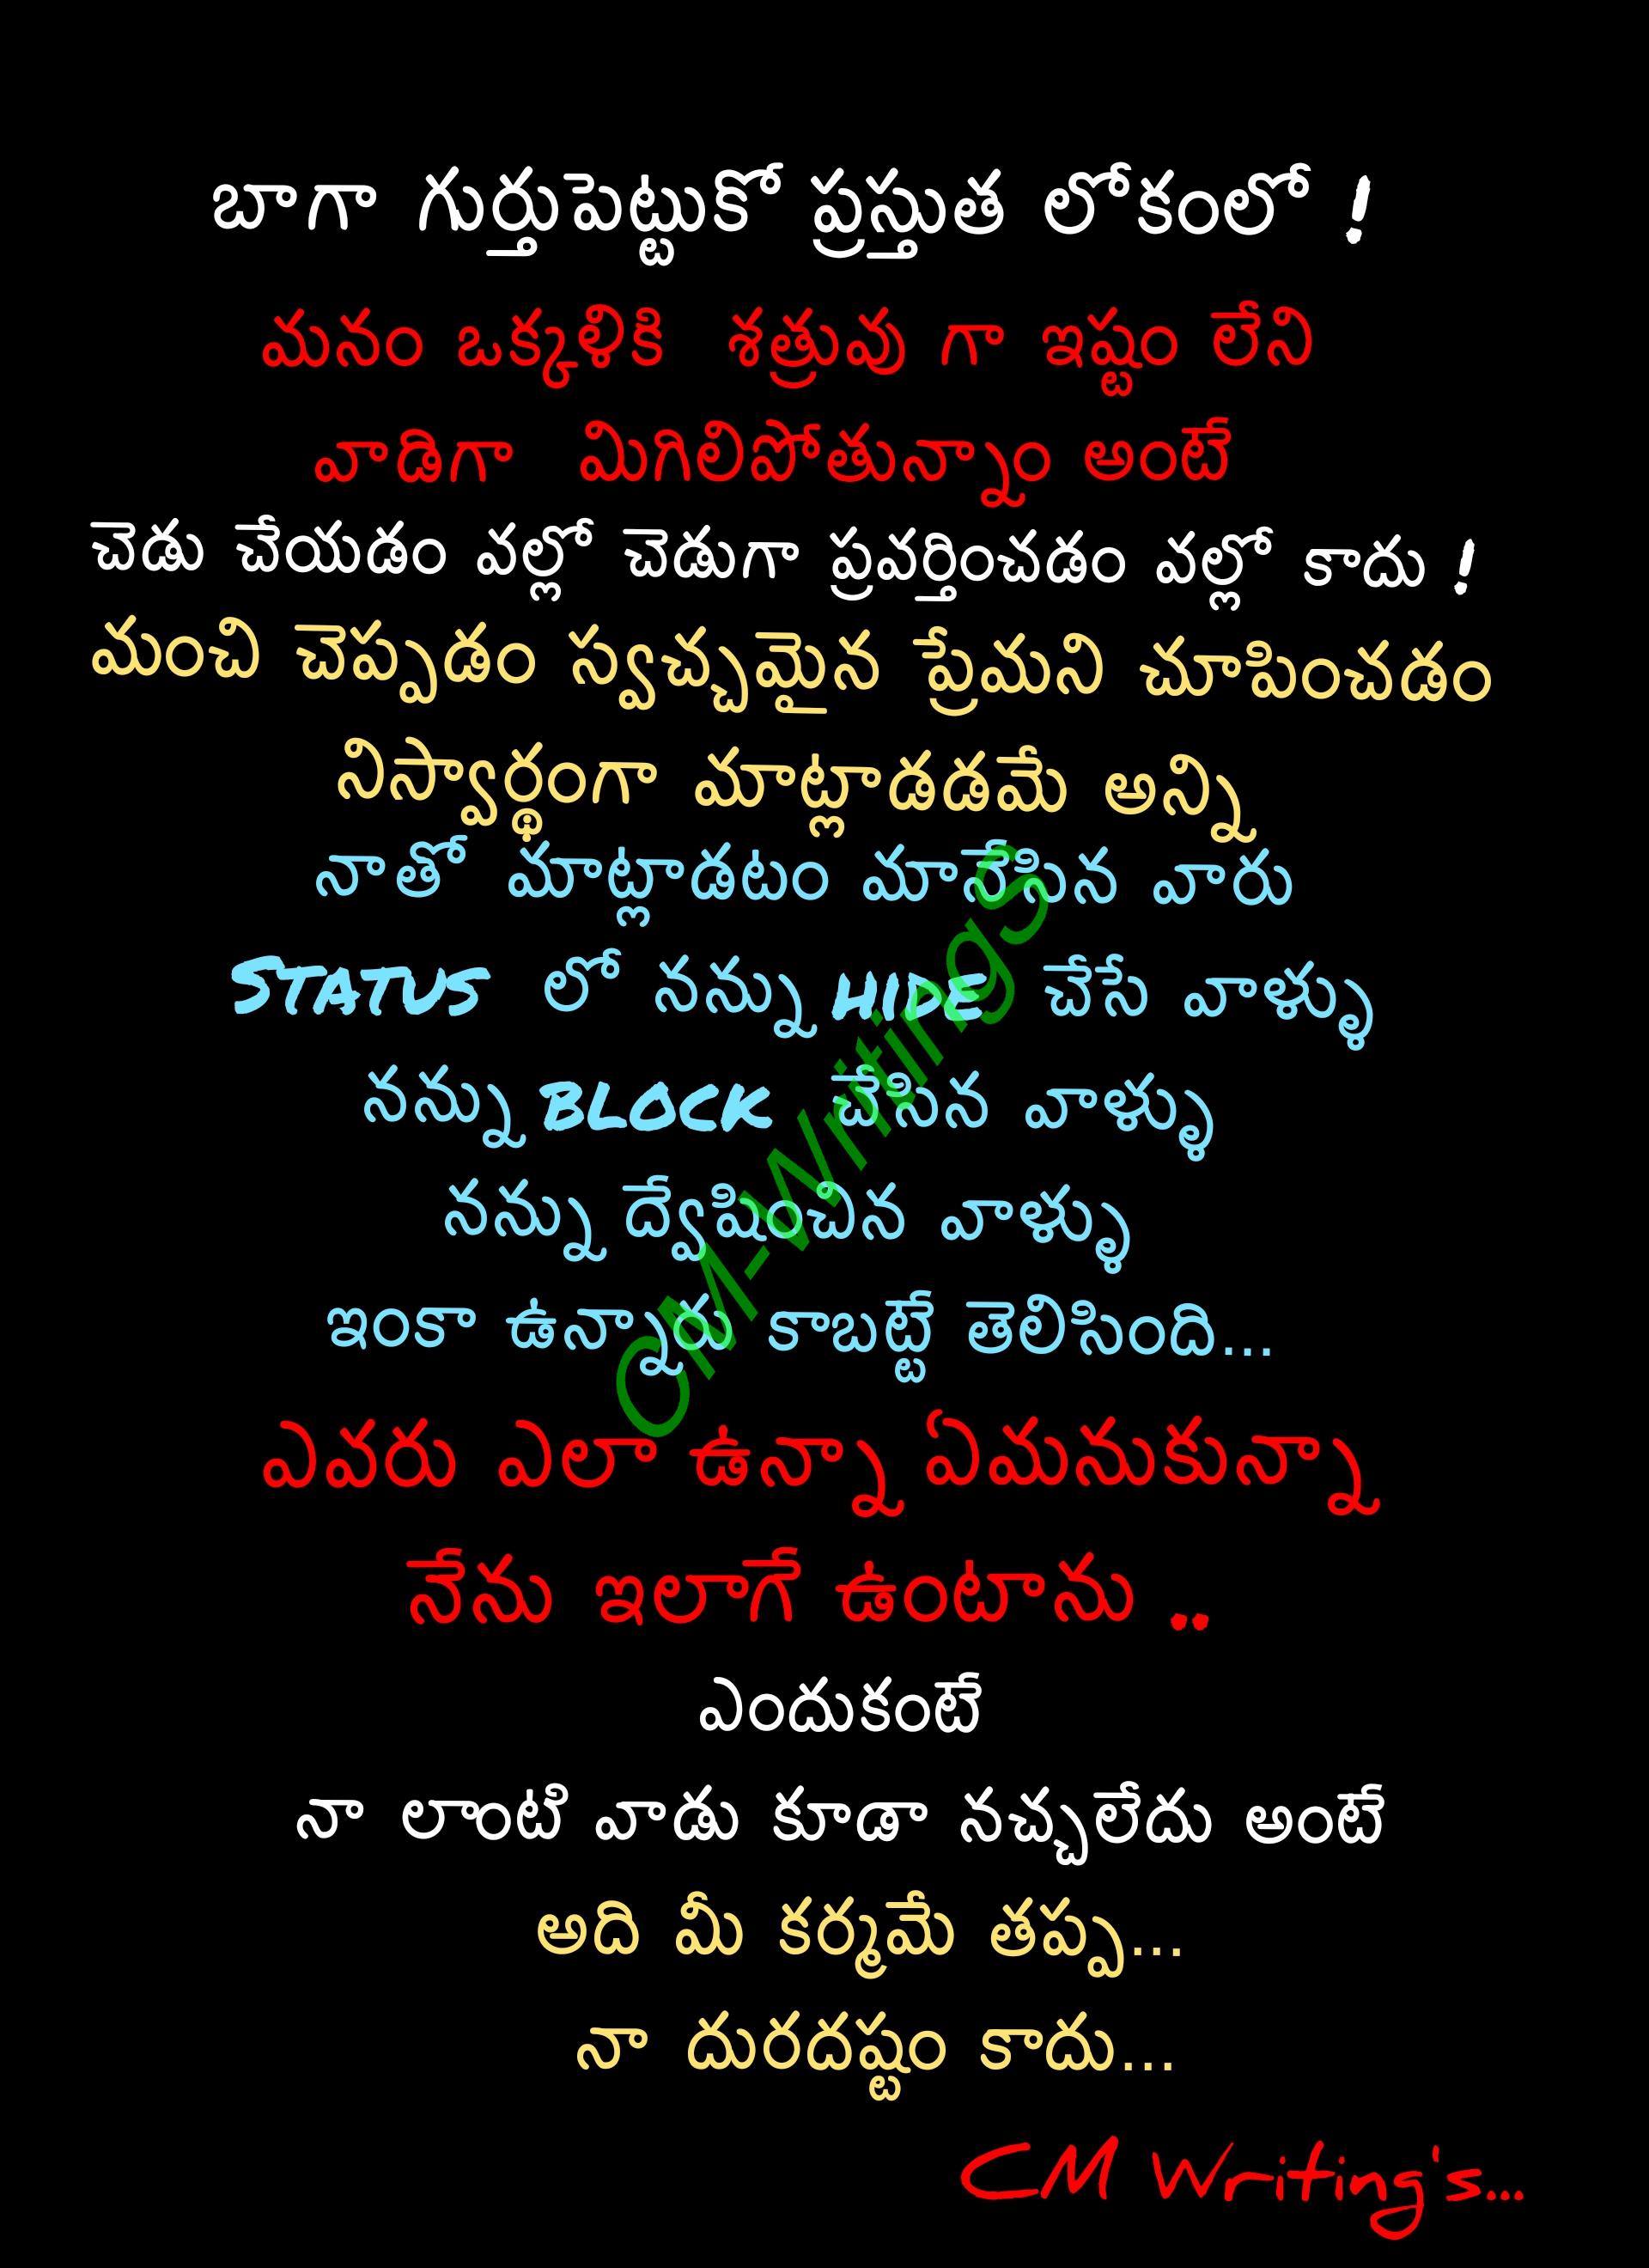 బాగా గుర్తుపెట్టుకో ప్రస్తుత లోకంలో !
మనం ఒక్కళికి శత్రువు గా ఇష్టం లేని
వాడిగా మిగిలిపోతున్నాం అంటే
చెడు చేయడం వల్లో చెడుగా ప్రవర్తించడం వల్లో కాదు !
మంచి చెప్పడం స్వచ్చమైన ప్రేమని చూపించడం
నిస్వార్థంగా మాట్లాడడమే అన్ని
నాతో మాట్లాడటం మానేసిన వారు
STATUS లో నన్ను HIDE చేసే వాళ్ళు
నన్ను BLOCK చేసిన వాళ్ళు
నన్ను ద్వేషించిన వాళ్ళు
ఇంకా ఉన్నారు కాబట్టే తెలిసింది...
CM-Writings
ఎవరు ఎలా ఉన్నా ఏమనుకున్నా
నేను ఇలాగే ఉంటాను ..
ఎందుకంటే
నా లాంటి వాడు కూడా నచ్చలేదు అంటే
అది మీ కర్మమే తప్ప...
నా దురదష్టం కాదు...
CM Writing's...